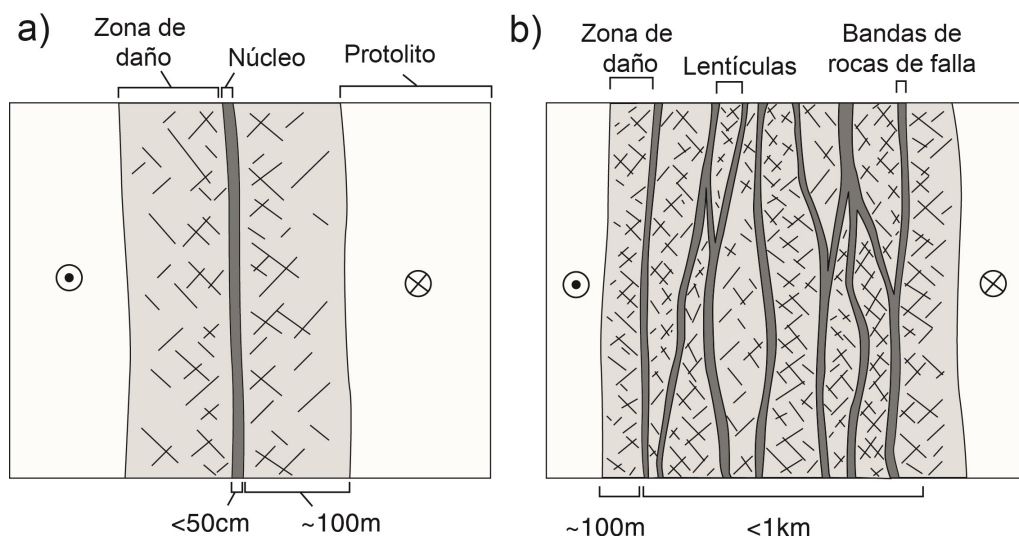 a)
Zona de
daño
Núcleo
Protolito
<50cm
~100m
b)
Zona de
daño
Lentículas
Bandas de
rocas de falla
~100m
<1km